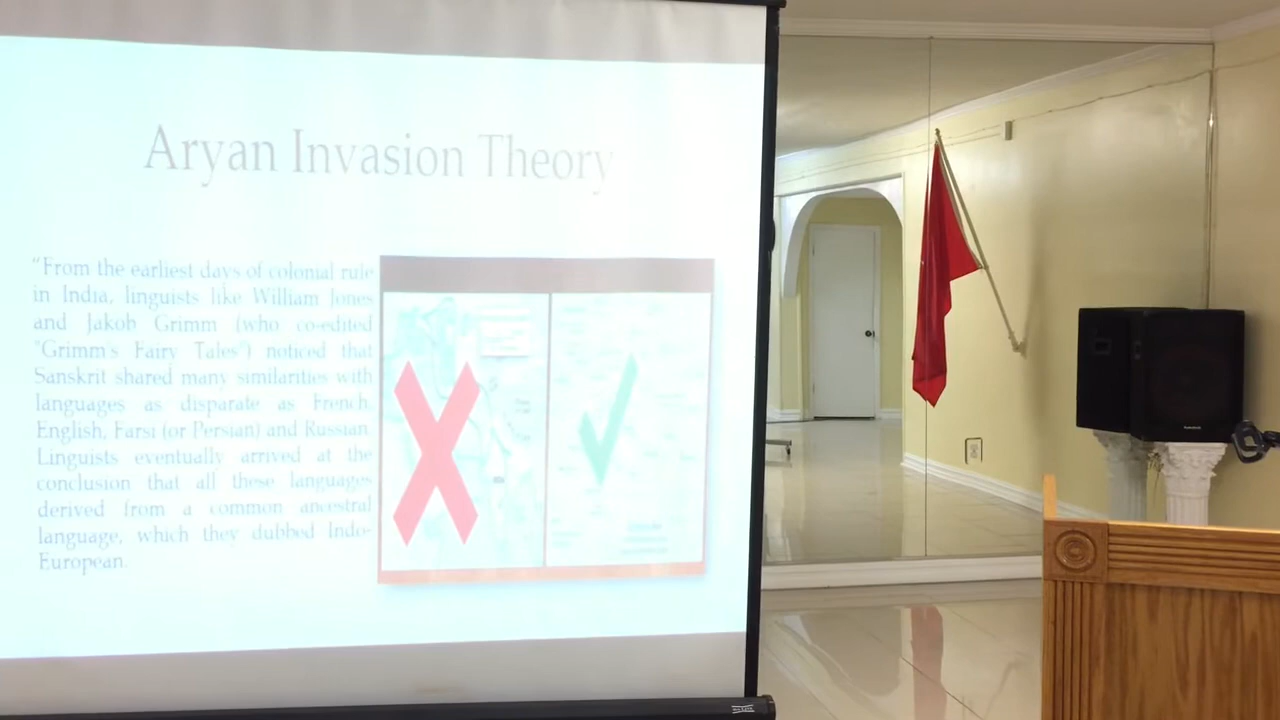 Aryan Invasion Theory
"From the earliest days of colonial rule
in India, linguists like William Jones
and Jakob Grimm (who co-edited
"Grimm's Fairy Tales") noticed that
Sanskrit shared many similarities with
languages as disparate as French,
English, Farsi (or Persian) and Russian.
Linguists eventually arrived at the
conclusion that all these languages
derived from a common ancestral
language, which they dubbed Indo-
European.